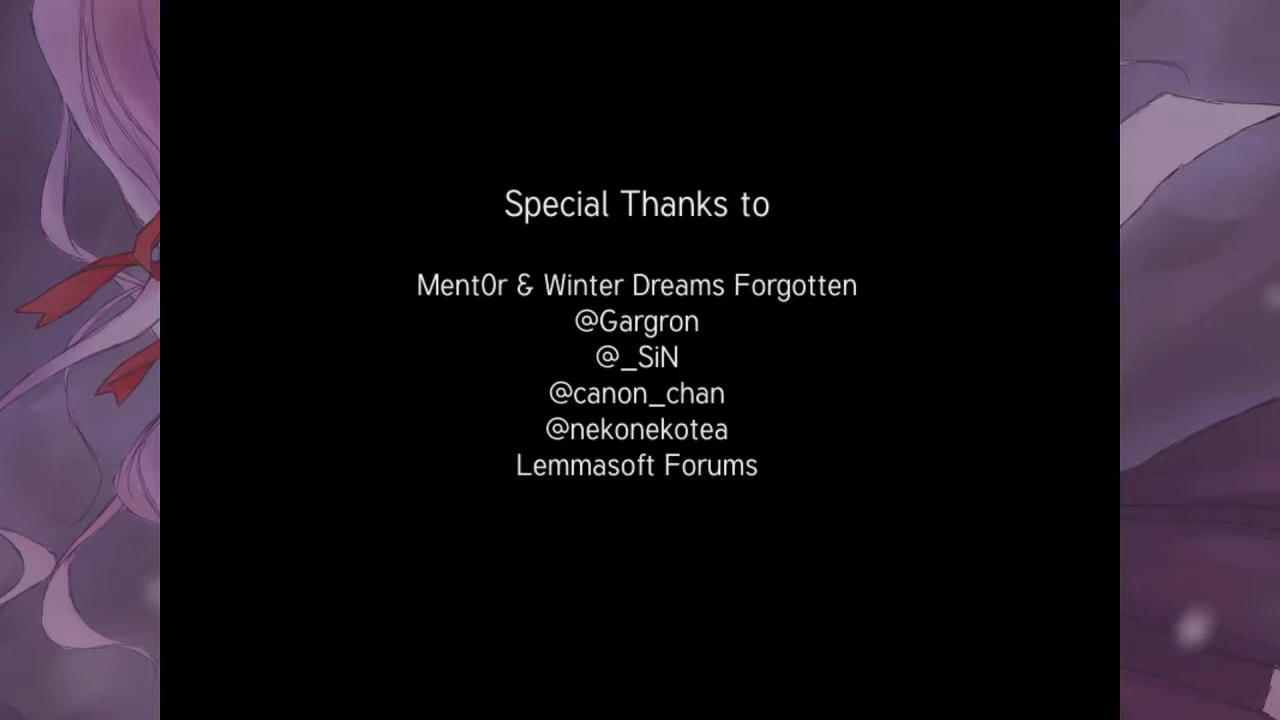 Special Thanks to
Ment0r & Winter Dreams Forgotten
@Gargron
@_SiN
@canon_chan
@nekonekotea
Lemmasoft Forums